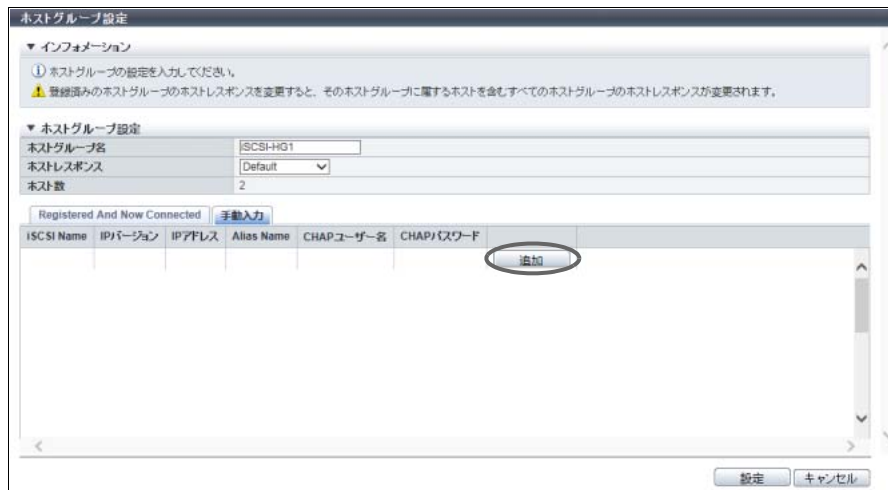 ホストグループ設定
▼ インフォメーション
ホストグループの設定を入力してください。
登録済みのホストグループのホストレスポンスを変更すると、そのホストグループに属するホストを含むすべてのホストグループのホストレスポンスが変更されます。
▼ ホストグループ設定
ホストグループ名 iSCSI-HG1
ホストレスポンス Default
ホスト数 2
Registered And Now Connected 手動入力
iSCSI Name IPバージョン IPアドレス Alias Name CHAPユーザー名 CHAPパスワード
追加
設定 キャンセル